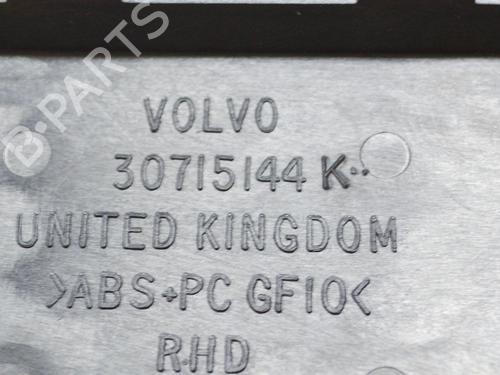 B-PARTS
VOLVO
30715144 K..
UNITED KINGDOM
>ABS+PC GF10<
RHD